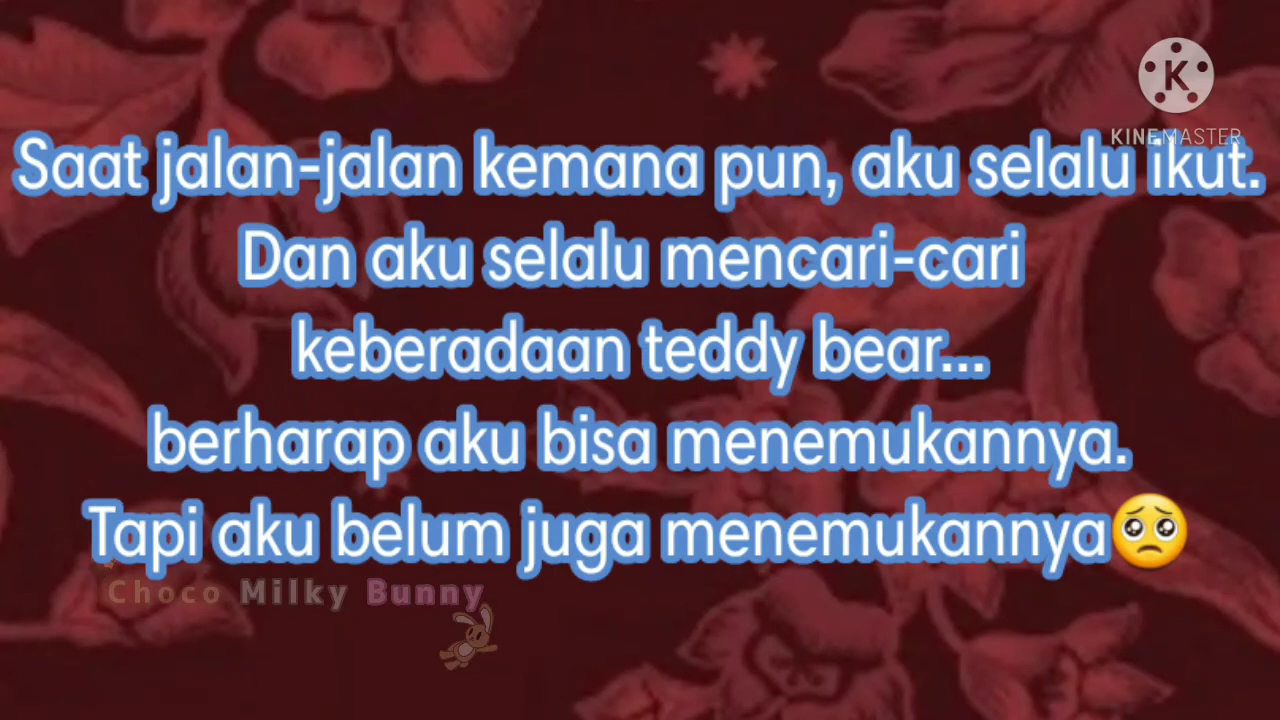 KINEMASTER
Saat jalan-jalan kemana pun, aku selalu ikut.
Dan aku selalu mencari-cari
keberadaan teddy bear...
berharap aku bisa menemukannya.
Tapi aku belum juga menemukannya🥺
Choco Milky Bunny